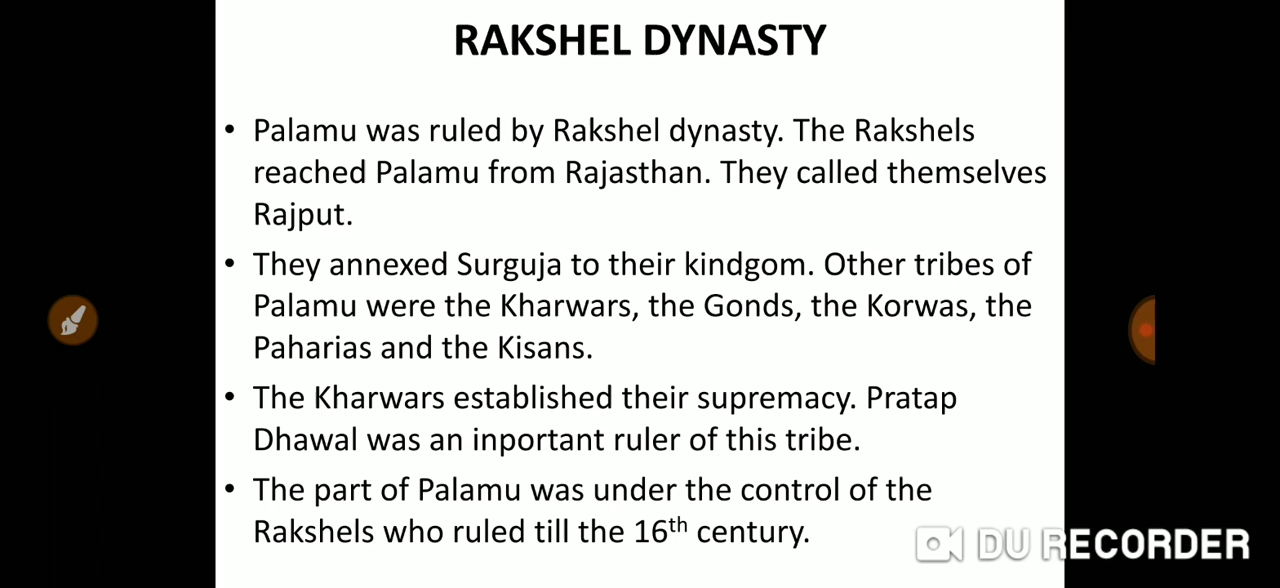 RAKSHEL DYNASTY
• Palamu was ruled by Rakshel dynasty. The Rakshels
reached Palamu from Rajasthan. They called themselves
Rajput.
• They annexed Surguja to their kindgom. Other tribes of
Palamu were the Kharwars, the Gonds, the Korwas, the
Paharias and the Kisans.
• The Kharwars established their supremacy. Pratap
Dhawal was an inportant ruler of this tribe.
• The part of Palamu was under the control of the
Rakshels who ruled till the 16th century.
DU RECORDER